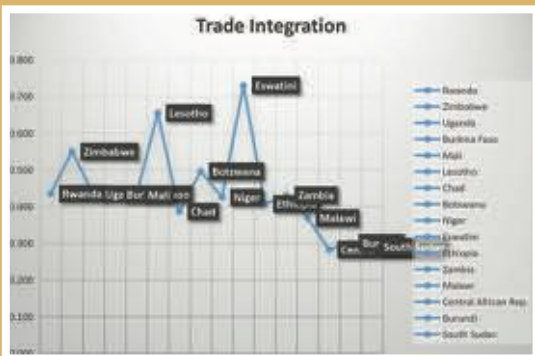 Trade Integration
0.800
0.700
0.600
0.500
0.400
0.300
0.200
0.100
0.000
Eswatini
Lesotho
Zimbabwe
Botswana
Rwanda
Uga
Bur
Mali
Niger
Chad
Zambia
Malawi
Rwanda
Zimbabwe
Uganda
Burkina Faso
Mali
Lesotho
Chad
Botswana
Niger
Eswatini
Ethiopia
Zambia
Malawi
Central African Rep.
Burundi
South Sudan